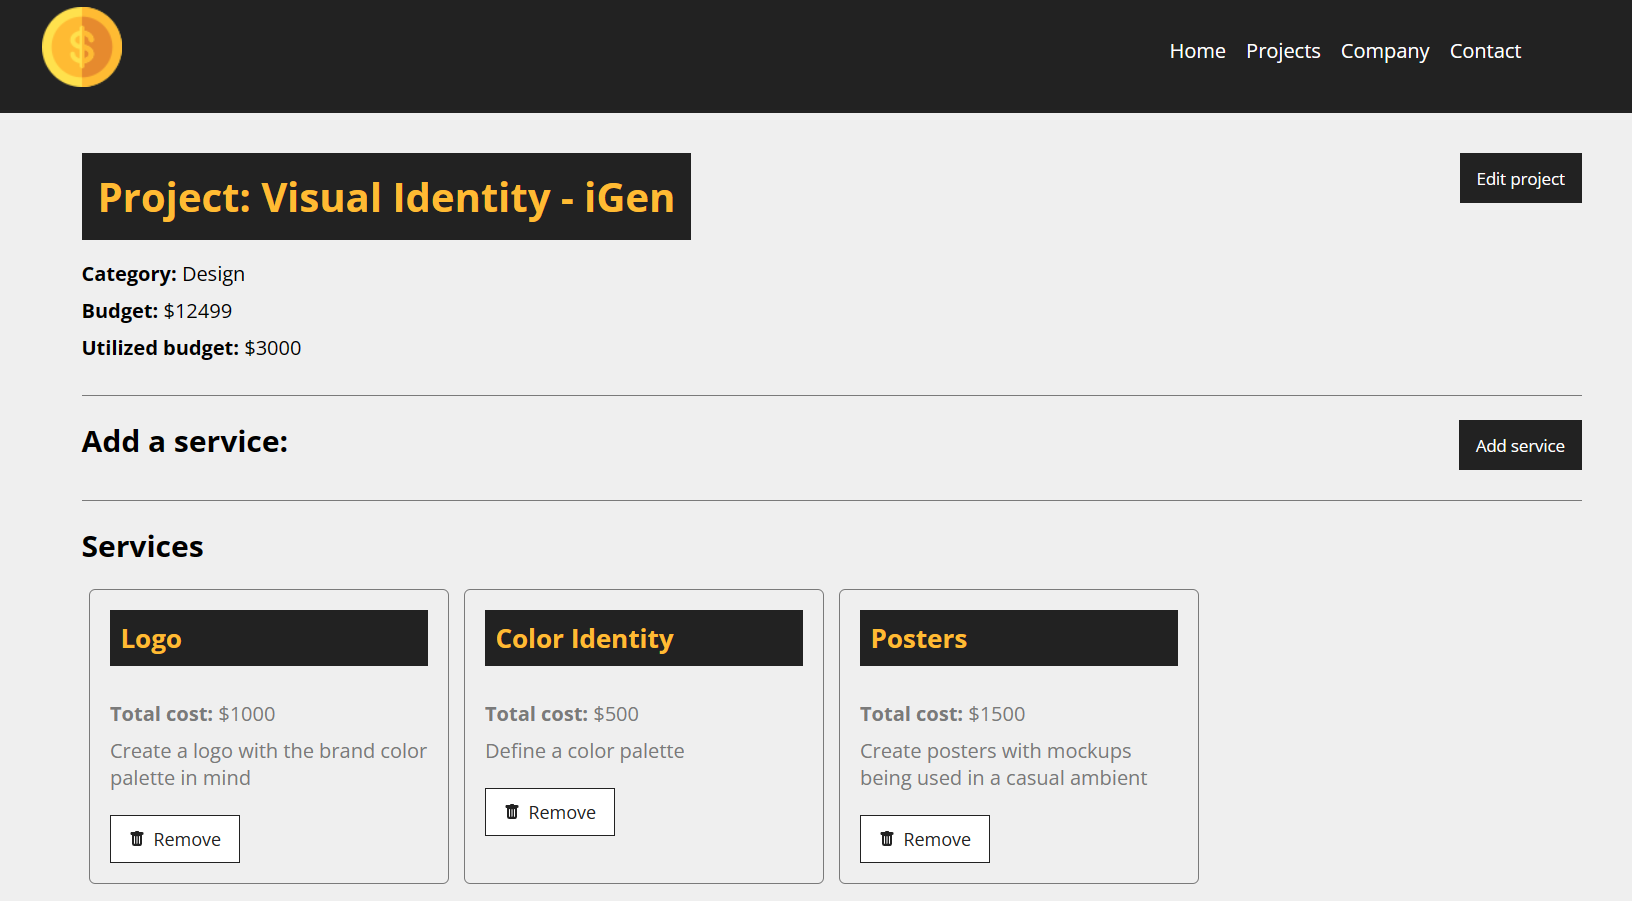 $
Home Projects Company Contact
Project: Visual Identity - iGen
Edit project
Category: Design
Budget: $12499
Utilized budget: $3000
Add a service:
Add service
Services
Logo
Total cost: $1000
Create a logo with the brand color
palette in mind
Remove
Color Identity
Total cost: $500
Define a color palette
Remove
Posters
Total cost: $1500
Create posters with mockups
being used in a casual ambient
Remove